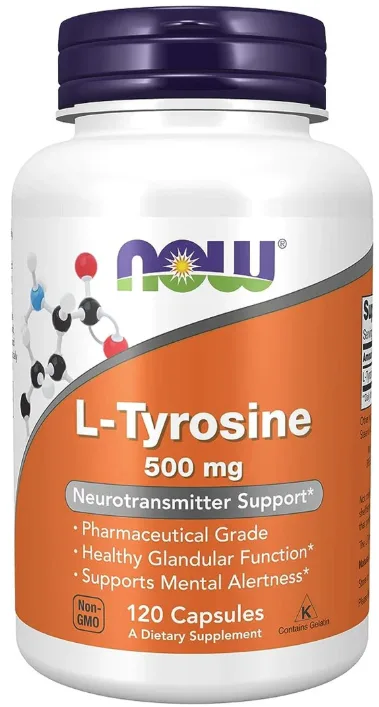 now®
L-Tyrosine
500 mg
Neurotransmitter Support*
• Pharmaceutical Grade
• Healthy Glandular Function*
• Supports Mental Alertness*
Non-
GMO
120 Capsules
A Dietary Supplement
K
Contains Gelatin